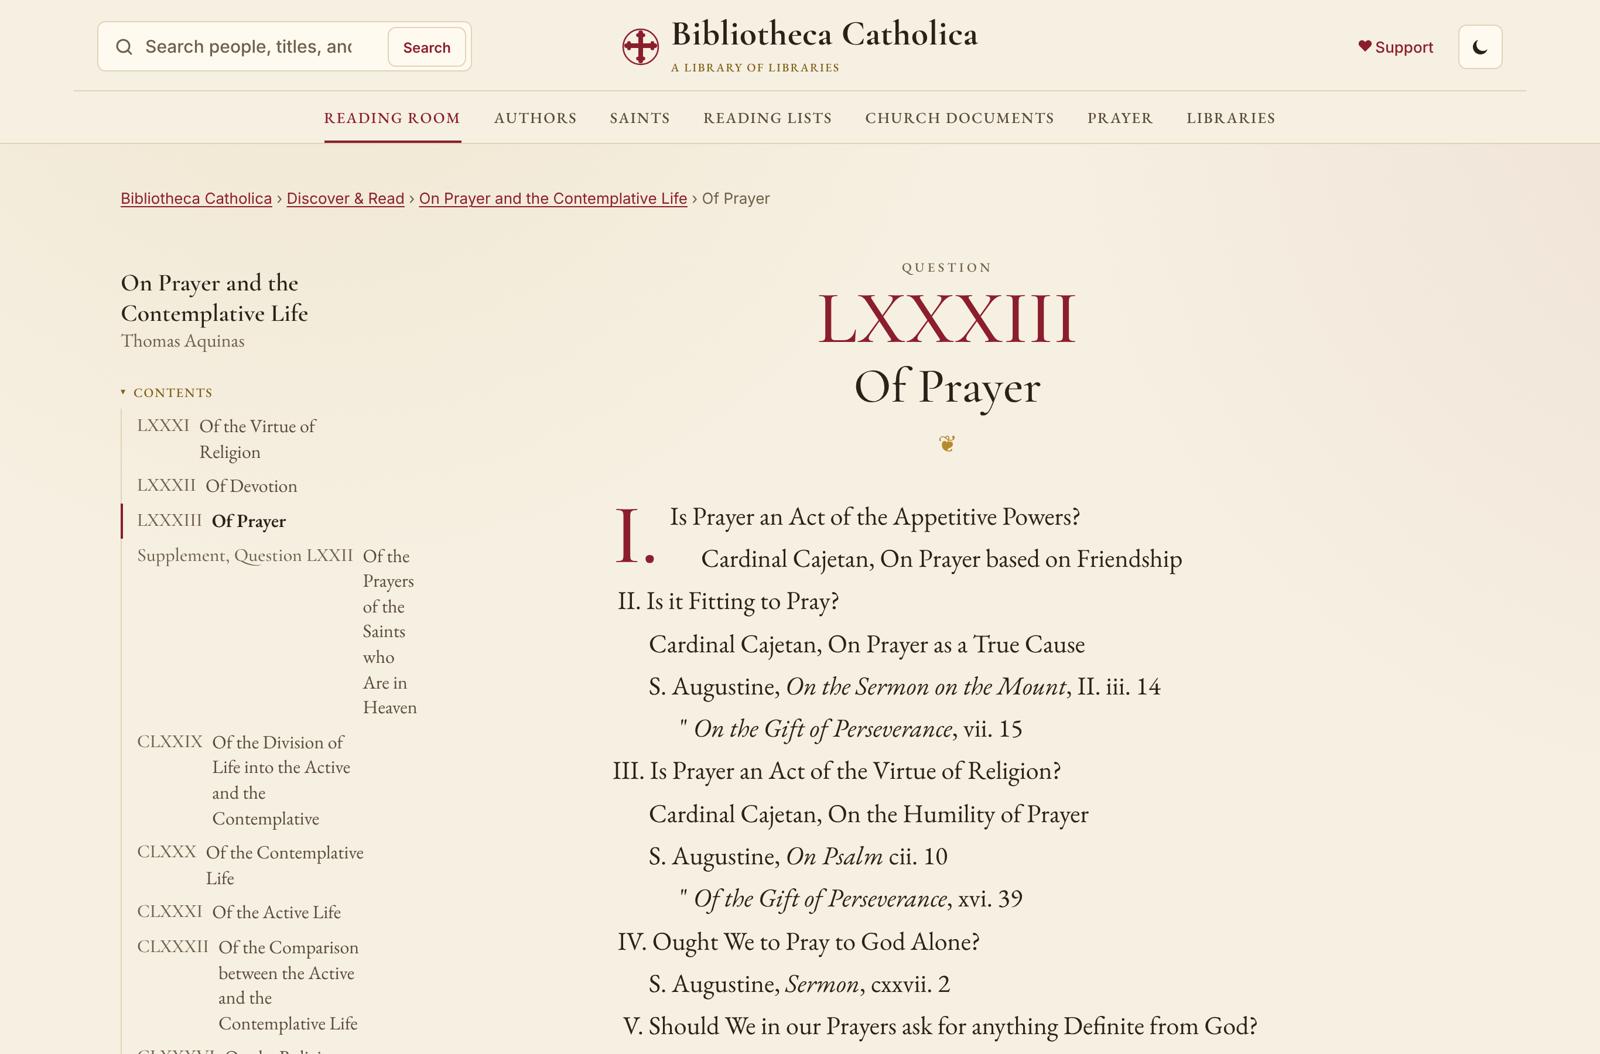 Search people, titles, and
Search
Bibliotheca Catholica
A LIBRARY OF LIBRARIES
Support
READING ROOM
AUTHORS
SAINTS
READING LISTS
CHURCH DOCUMENTS
PRAYER
LIBRARIES
Bibliotheca Catholica › Discover & Read › On Prayer and the Contemplative Life › Of Prayer
On Prayer and the
Contemplative Life
Thomas Aquinas
▾ CONTENTS
LXXXI Of the Virtue of
Religion
LXXXII Of Devotion
LXXXIII Of Prayer
Supplement, Question LXXII Of the
Prayers
of the
Saints
who
Are in
Heaven
CLXXIX Of the Division of
Life into the Active
and the
Contemplative
CLXXX Of the Contemplative
Life
CLXXXI Of the Active Life
CLXXXII Of the Comparison
between the Active
and the
Contemplative Life
QUESTION
LXXXIII
Of Prayer
❦
I. Is Prayer an Act of the Appetitive Powers?
Cardinal Cajetan, On Prayer based on Friendship
II. Is it Fitting to Pray?
Cardinal Cajetan, On Prayer as a True Cause
S. Augustine, On the Sermon on the Mount, II. iii. 14
" On the Gift of Perseverance, vii. 15
III. Is Prayer an Act of the Virtue of Religion?
Cardinal Cajetan, On the Humility of Prayer
S. Augustine, On Psalm cii. 10
" Of the Gift of Perseverance, xvi. 39
IV. Ought We to Pray to God Alone?
S. Augustine, Sermon, cxxvii. 2
V. Should We in our Prayers ask for anything Definite from God?